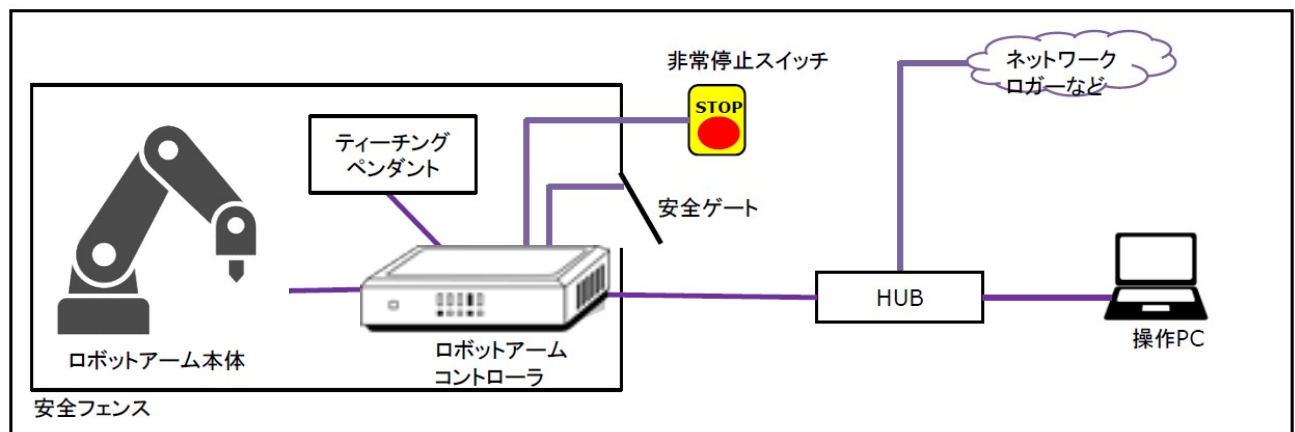 非常停止スイッチ
STOP
ネットワーク
ロガーなど
ティーチング
ペンダント
安全ゲート
HUB
操作PC
ロボットアーム本体
ロボットアーム
コントローラ
安全フェンス